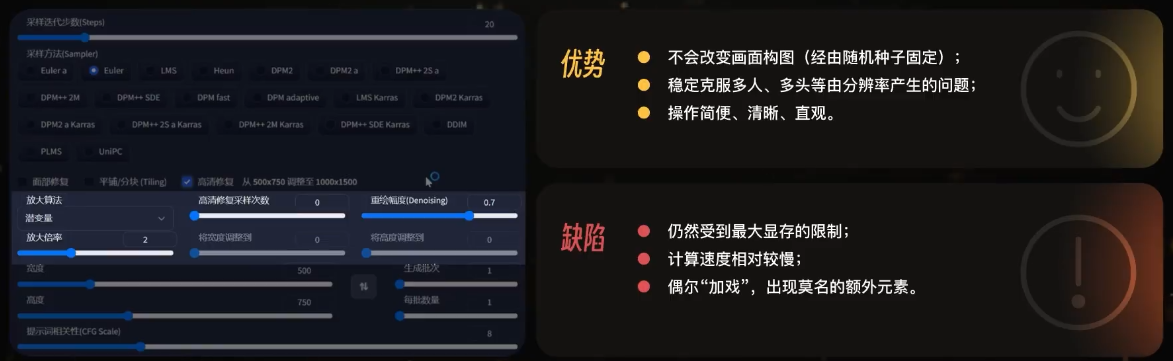 采样迭代步数(Steps)
20
采样方法(Sampler)
Euler a Euler LMS Heun DPM2 DPM2 a DPM++ 2S a
DPM++ 2M DPM++ SDE DPM fast DPM adaptive LMS Karras DPM2 Karras
DPM2 a Karras DPM++ 2S a Karras DPM++ 2M Karras DPM++ SDE Karras DDIM
PLMS UniPC
面部修复 平铺/分块 (Tiling) 高清修复 从 500x750 调整至 1000x1500
放大算法 高清修复采样次数 0 重绘幅度(Denoising) 0.7
潜变量
放大倍率 2 将宽度调整到 0 将高度调整到 0
宽度 500 生成批次 1
高度 750 每批数量 1
提示词相关性(CFG Scale) 8
优势
不会改变画面构图（经由随机种子固定）；
稳定克服多人、多头等由分辨率产生的问题；
操作简便、清晰、直观。
缺陷
仍然受到最大显存的限制；
计算速度相对较慢；
偶尔“加戏”，出现莫名的额外元素。